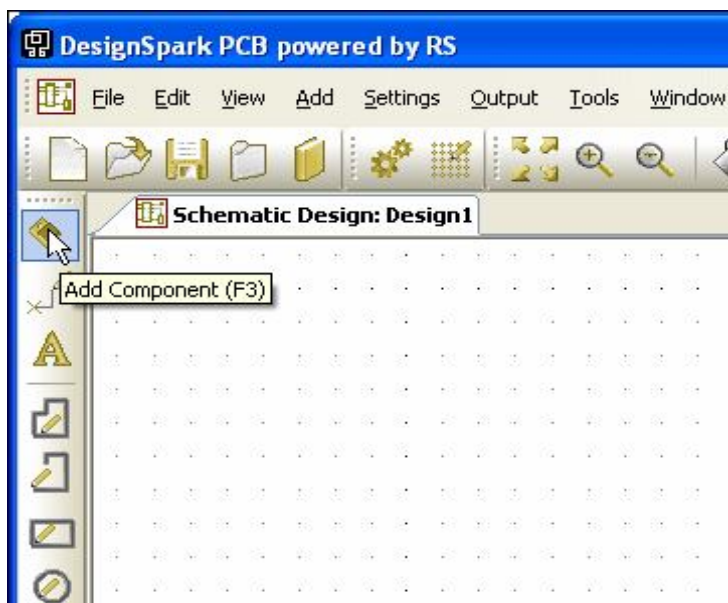 DesignSpark PCB powered by RS
File Edit View Add Settings Output Tools Window
Schematic Design: Design1
Add Component (F3)
A